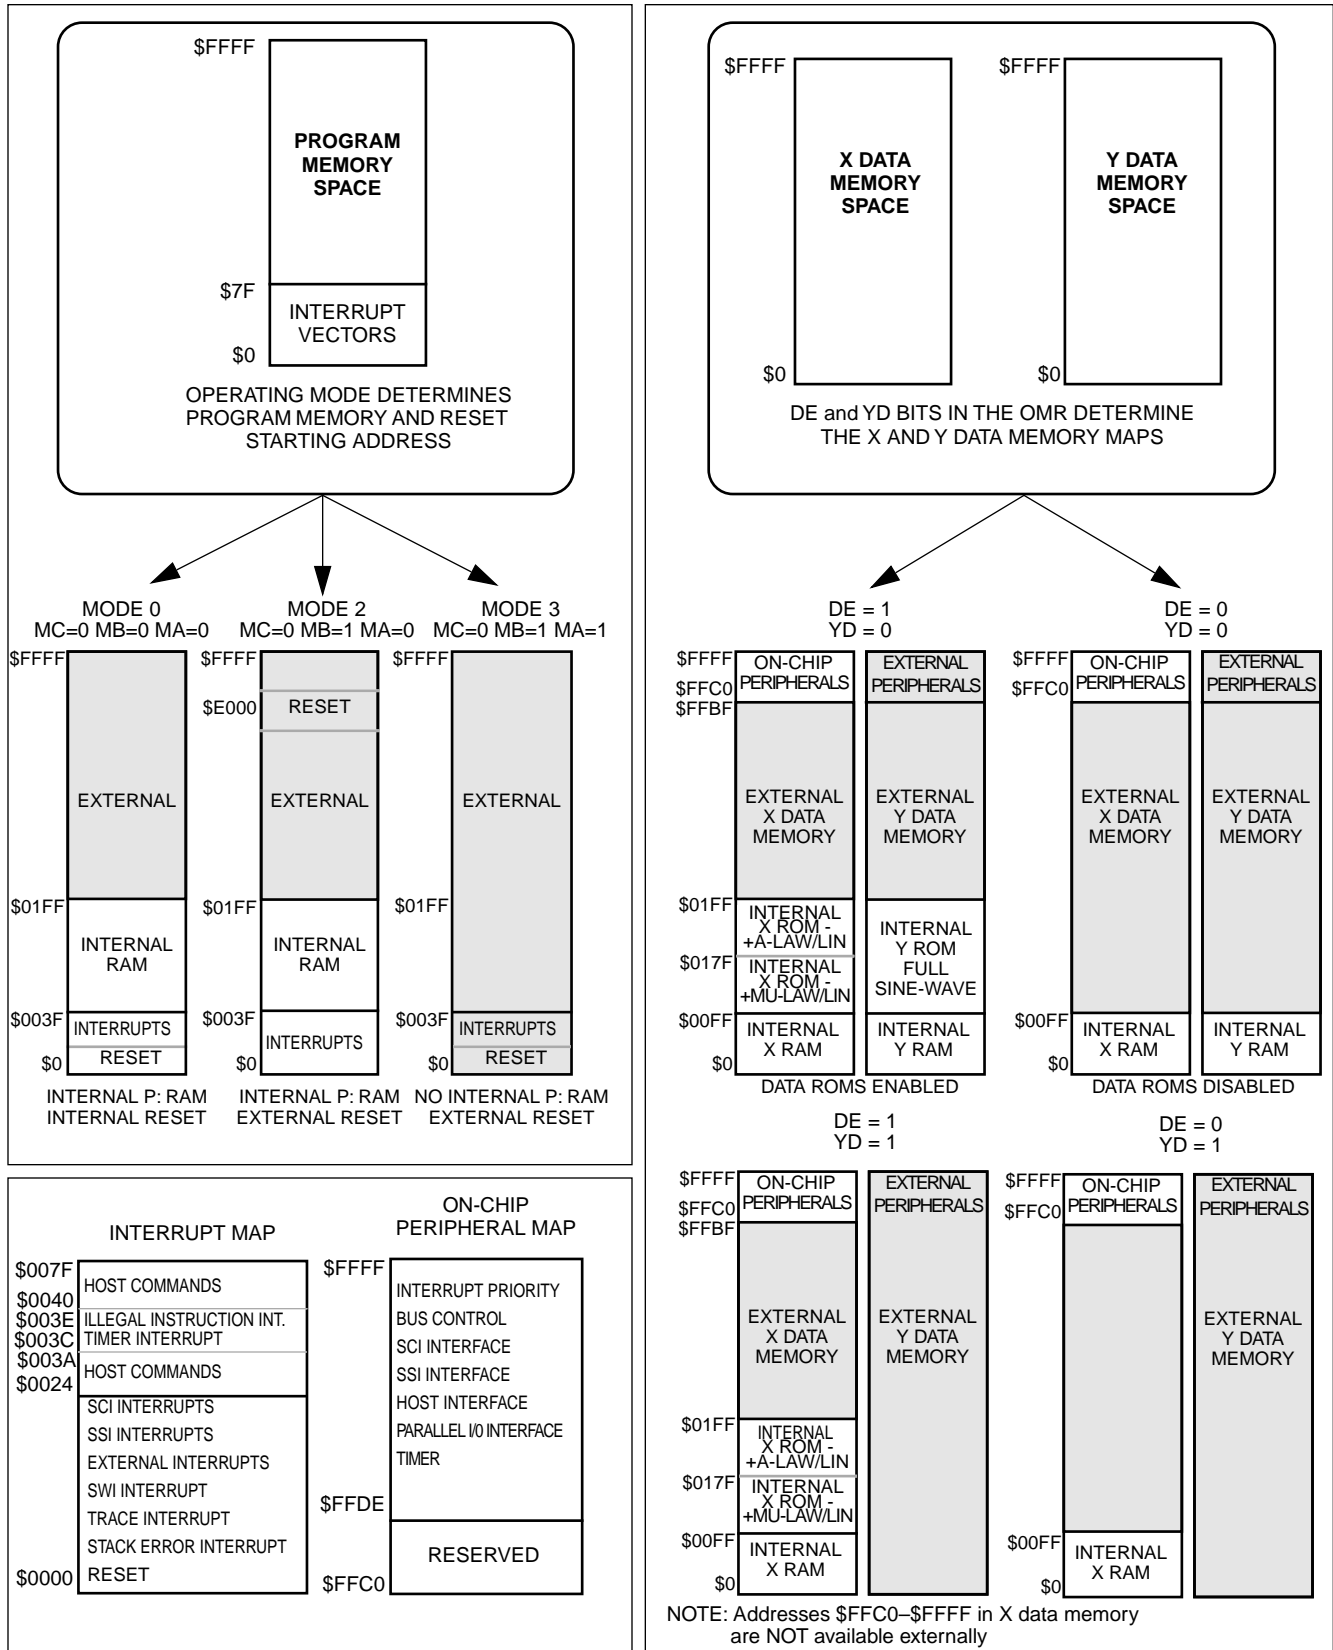 $FFFF
PROGRAM
MEMORY
SPACE
$7F
INTERRUPT
VECTORS
$0
OPERATING MODE DETERMINES
PROGRAM MEMORY AND RESET
STARTING ADDRESS
MODE 0
MC=0 MB=0 MA=0
$FFFF
EXTERNAL
$01FF
INTERNAL
RAM
$003F
INTERRUPTS
RESET
$0
INTERNAL P: RAM
INTERNAL RESET
MODE 2
MC=0 MB=1 MA=0
$FFFF
$E000
RESET
EXTERNAL
$01FF
INTERNAL
RAM
$003F
INTERRUPTS
$0
INTERNAL P: RAM
EXTERNAL RESET
MODE 3
MC=0 MB=1 MA=1
$FFFF
EXTERNAL
$01FF
$003F
INTERRUPTS
RESET
$0
NO INTERNAL P: RAM
EXTERNAL RESET
INTERRUPT MAP
$007F
HOST COMMANDS
$0040
$003E
ILLEGAL INSTRUCTION INT.
$003C
TIMER INTERRUPT
$003A
HOST COMMANDS
$0024
SCI INTERRUPTS
SSI INTERRUPTS
EXTERNAL INTERRUPTS
SWI INTERRUPT
TRACE INTERRUPT
STACK ERROR INTERRUPT
$0000
RESET
ON-CHIP
PERIPHERAL MAP
$FFFF
INTERRUPT PRIORITY
BUS CONTROL
SCI INTERFACE
SSI INTERFACE
HOST INTERFACE
PARALLEL I/0 INTERFACE
TIMER
$FFDE
RESERVED
$FFC0
$FFFF
X DATA
MEMORY
SPACE
$0
$FFFF
Y DATA
MEMORY
SPACE
$0
DE and YD BITS IN THE OMR DETERMINE
THE X AND Y DATA MEMORY MAPS
DE = 1
YD = 0
$FFFF
$FFC0
$FFBF
ON-CHIP
PERIPHERALS
EXTERNAL
X DATA
MEMORY
$01FF
INTERNAL
X ROM -
+A-LAW/LIN
$017F
INTERNAL
X ROM -
+MU-LAW/LIN
$00FF
INTERNAL
X RAM
$0
EXTERNAL
PERIPHERALS
EXTERNAL
Y DATA
MEMORY
INTERNAL
Y ROM
FULL
SINE-WAVE
INTERNAL
Y RAM
DATA ROMS ENABLED
DE = 0
YD = 0
$FFFF
$FFC0
ON-CHIP
PERIPHERALS
EXTERNAL
X DATA
MEMORY
$00FF
INTERNAL
X RAM
$0
EXTERNAL
PERIPHERALS
EXTERNAL
Y DATA
MEMORY
INTERNAL
Y RAM
DATA ROMS DISABLED
DE = 1
YD = 1
$FFFF
$FFC0
$FFBF
ON-CHIP
PERIPHERALS
EXTERNAL
X DATA
MEMORY
$01FF
INTERNAL
X ROM -
+A-LAW/LIN
$017F
INTERNAL
X ROM -
+MU-LAW/LIN
$00FF
INTERNAL
X RAM
$0
EXTERNAL
PERIPHERALS
EXTERNAL
Y DATA
MEMORY
DE = 0
YD = 1
$FFFF
$FFC0
ON-CHIP
PERIPHERALS
$00FF
INTERNAL
X RAM
$0
EXTERNAL
PERIPHERALS
EXTERNAL
Y DATA
MEMORY
NOTE: Addresses $FFC0–$FFFF in X data memory
are NOT available externally